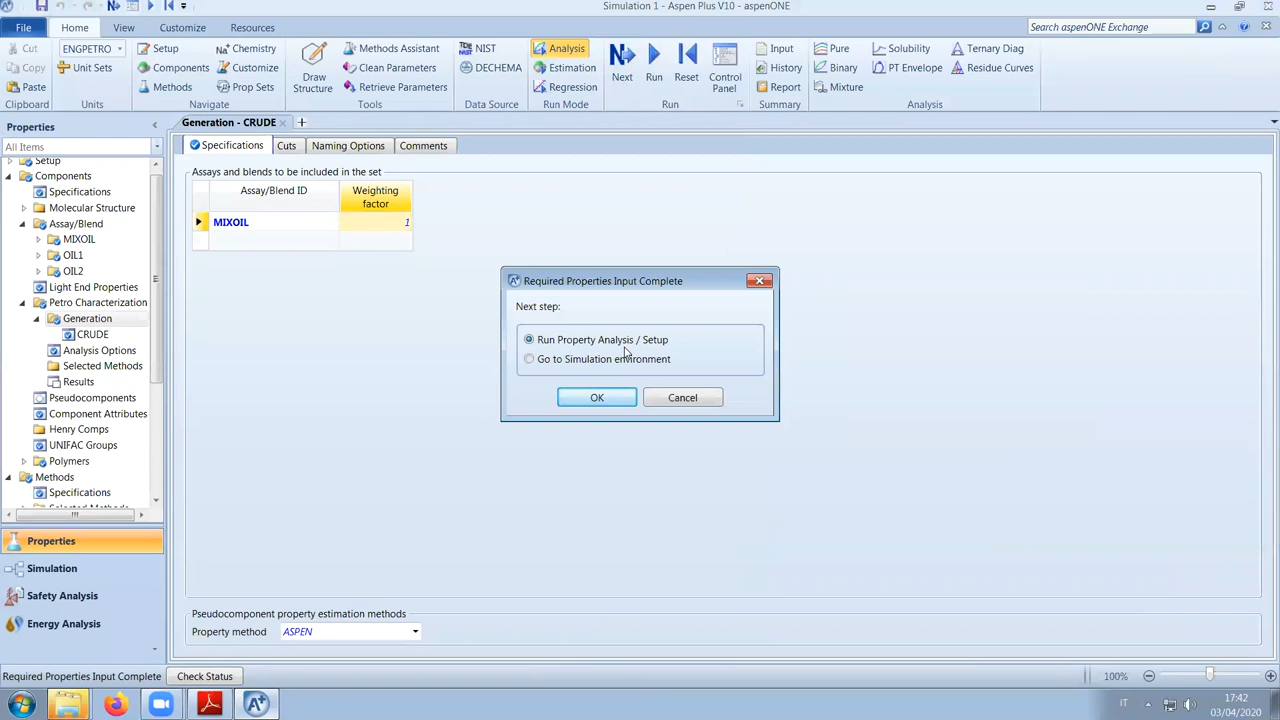 Simulation 1 - Aspen Plus V10 - aspenONE
File
Home
View
Customize
Resources
Search aspenONE Exchange
Cut
Copy
Paste
Clipboard
ENGPETRO
Unit Sets
Units
Setup
Components
Methods
Chemistry
Customize
Prop Sets
Navigate
Draw
Structure
Methods Assistant
Clean Parameters
Retrieve Parameters
Tools
NIST
DECHEMA
Data Source
Analysis
Estimation
Regression
Run Mode
Next
Run
Reset
Control
Panel
Run
Input
History
Report
Summary
Pure
Binary
Mixture
Solubility
PT Envelope
Ternary Diag
Residue Curves
Analysis
Properties
All Items
Setup
Components
Specifications
Molecular Structure
Assay/Blend
MIXOIL
OIL1
OIL2
Light End Properties
Petro Characterization
Generation
CRUDE
Analysis Options
Selected Methods
Results
Pseudocomponents
Component Attributes
Henry Comps
UNIFAC Groups
Polymers
Methods
Specifications
Selected Methods
Properties
Simulation
Safety Analysis
Energy Analysis
Generation - CRUDE
Specifications
Cuts
Naming Options
Comments
Assays and blends to be included in the set
Assay/Blend ID
Weighting
factor
MIXOIL
1
Required Properties Input Complete
Next step:
Run Property Analysis / Setup
Go to Simulation environment
OK
Cancel
Pseudocomponent property estimation methods
Property method
ASPEN
Required Properties Input Complete
Check Status
100%
IT
17:42
03/04/2020